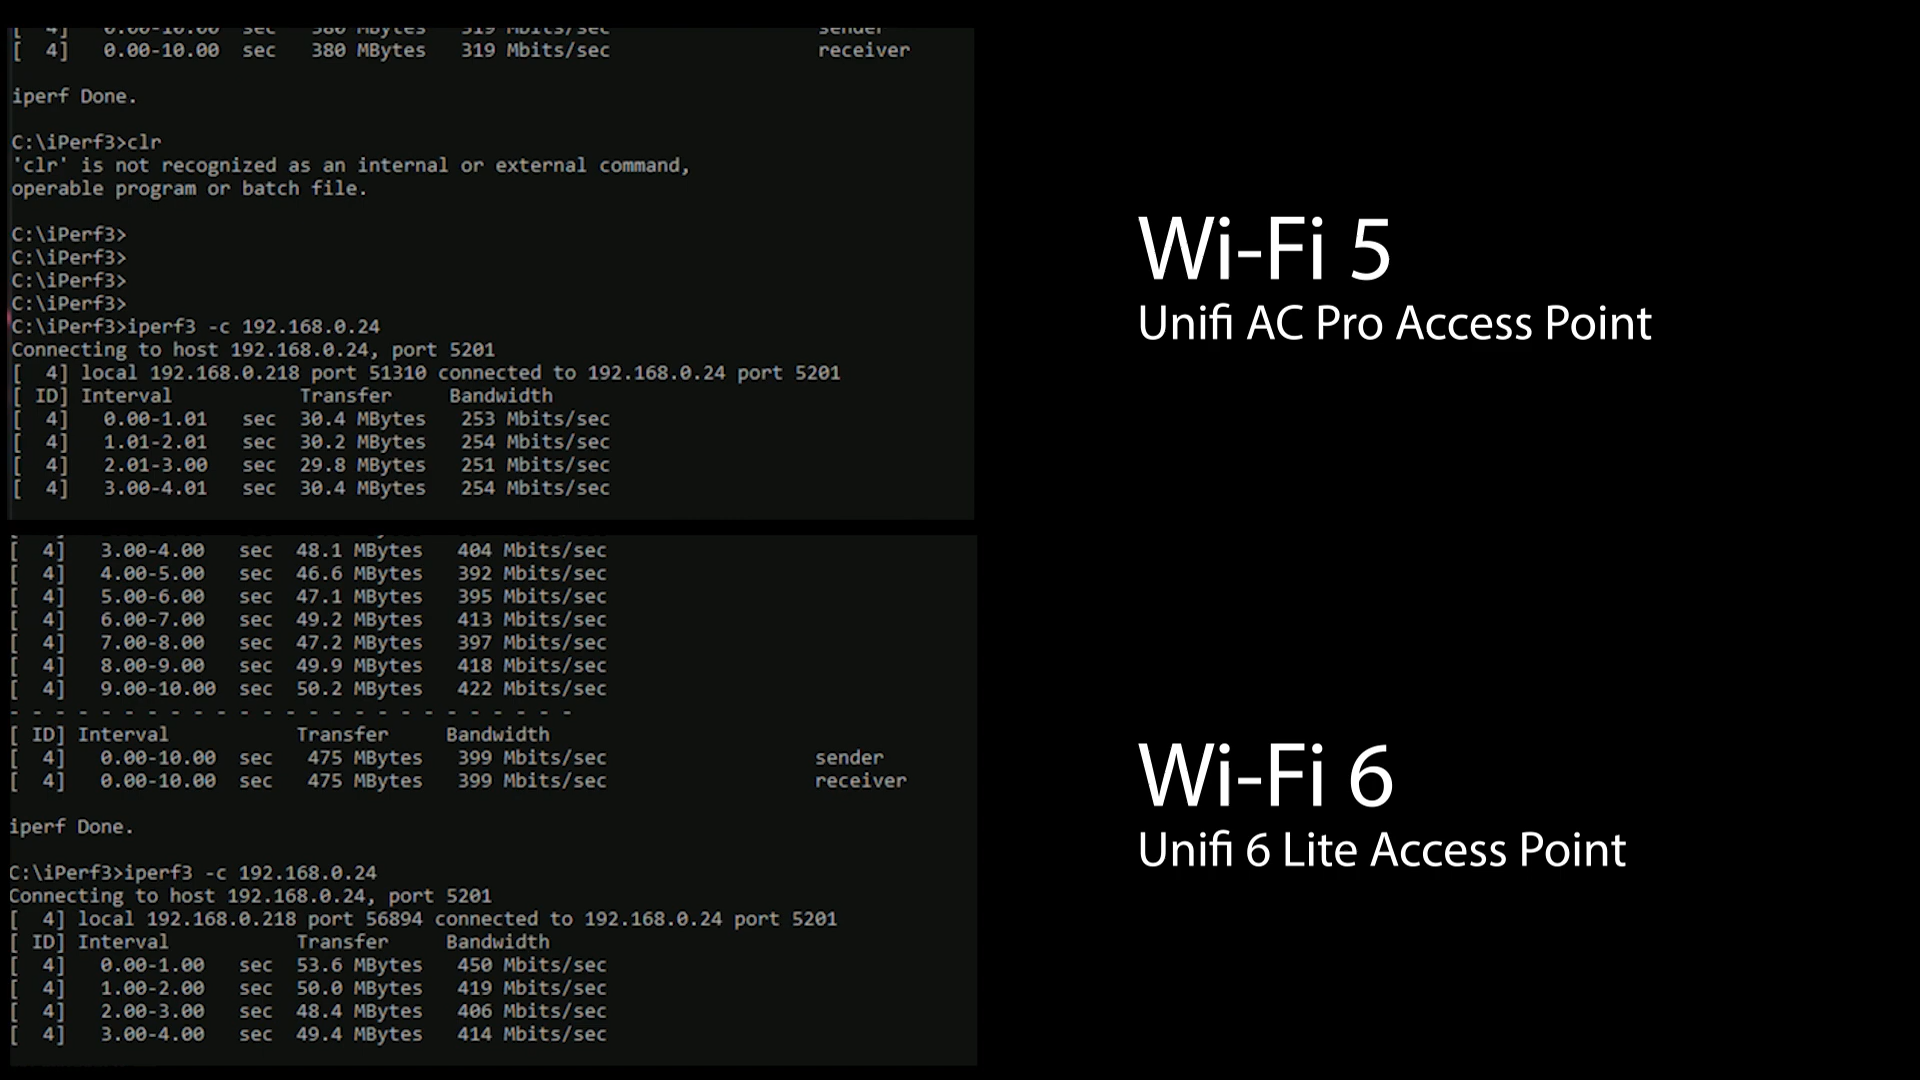 [  4]   0.00-10.00  sec   380 MBytes   319 Mbits/sec                  sender
[  4]   0.00-10.00  sec   380 MBytes   319 Mbits/sec                  receiver
iperf Done.
C:\iPerf3>clr
'clr' is not recognized as an internal or external command,
operable program or batch file.
C:\iPerf3>
C:\iPerf3>
C:\iPerf3>
C:\iPerf3>
C:\iPerf3>iperf3 -c 192.168.0.24
Connecting to host 192.168.0.24, port 5201
[  4] local 192.168.0.218 port 51310 connected to 192.168.0.24 port 5201
[ ID] Interval           Transfer     Bandwidth
[  4]   0.00-1.01   sec  30.4 MBytes   253 Mbits/sec
[  4]   1.01-2.01   sec  30.2 MBytes   254 Mbits/sec
[  4]   2.01-3.00   sec  29.8 MBytes   251 Mbits/sec
[  4]   3.00-4.01   sec  30.4 MBytes   254 Mbits/sec
Wi-Fi 5
Unifi AC Pro Access Point
[  4]   3.00-4.00   sec  48.1 MBytes   404 Mbits/sec
[  4]   4.00-5.00   sec  46.6 MBytes   392 Mbits/sec
[  4]   5.00-6.00   sec  47.1 MBytes   395 Mbits/sec
[  4]   6.00-7.00   sec  49.2 MBytes   413 Mbits/sec
[  4]   7.00-8.00   sec  47.2 MBytes   397 Mbits/sec
[  4]   8.00-9.00   sec  49.9 MBytes   418 Mbits/sec
[  4]   9.00-10.00  sec  50.2 MBytes   422 Mbits/sec
- - - - - - - - - - - - - - - - - - - - - - - - -
[ ID] Interval           Transfer     Bandwidth
[  4]   0.00-10.00  sec   475 MBytes   399 Mbits/sec                  sender
[  4]   0.00-10.00  sec   475 MBytes   399 Mbits/sec                  receiver
iperf Done.
C:\iPerf3>iperf3 -c 192.168.0.24
Connecting to host 192.168.0.24, port 5201
[  4] local 192.168.0.218 port 56894 connected to 192.168.0.24 port 5201
[ ID] Interval           Transfer     Bandwidth
[  4]   0.00-1.00   sec  53.6 MBytes   450 Mbits/sec
[  4]   1.00-2.00   sec  50.0 MBytes   419 Mbits/sec
[  4]   2.00-3.00   sec  48.4 MBytes   406 Mbits/sec
[  4]   3.00-4.00   sec  49.4 MBytes   414 Mbits/sec
Wi-Fi 6
Unifi 6 Lite Access Point